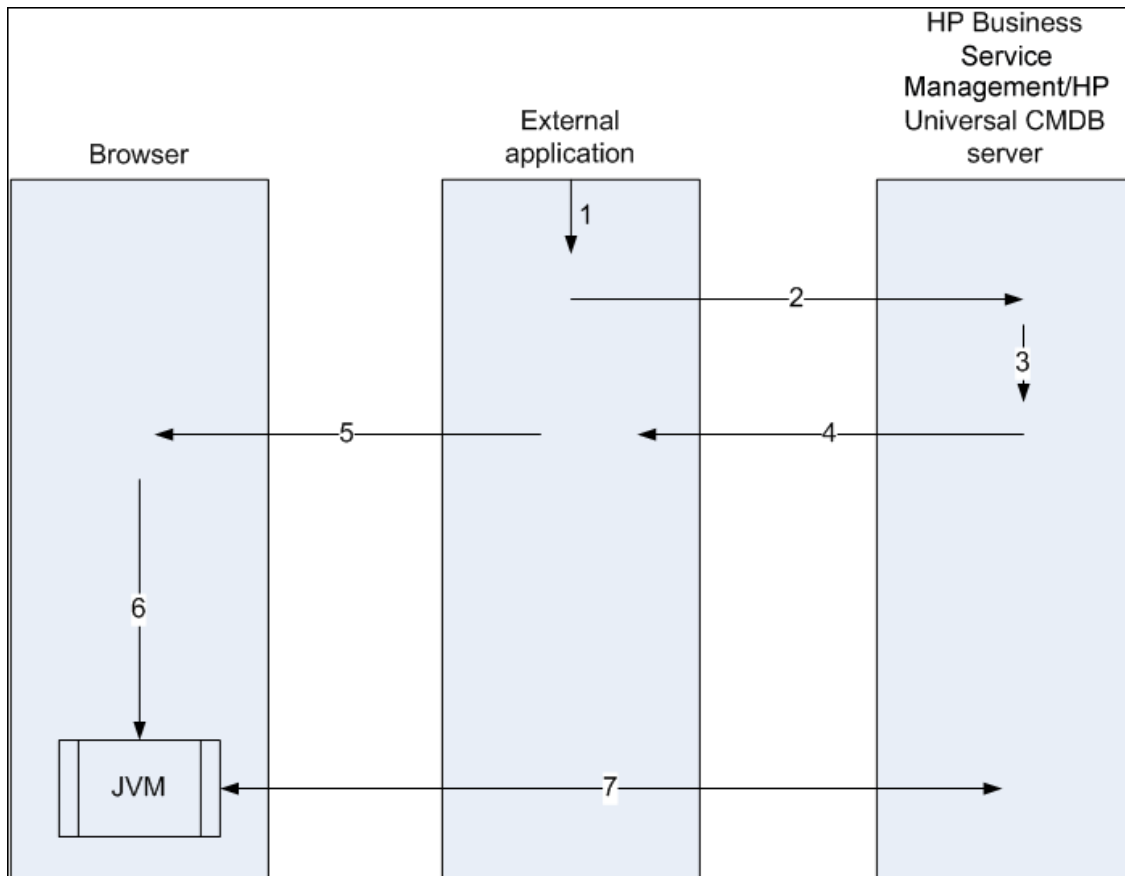 HP Business
Service
Management/HP
Universal CMDB
server
External
application
Browser
1
2
3
5
4
6
JVM
7